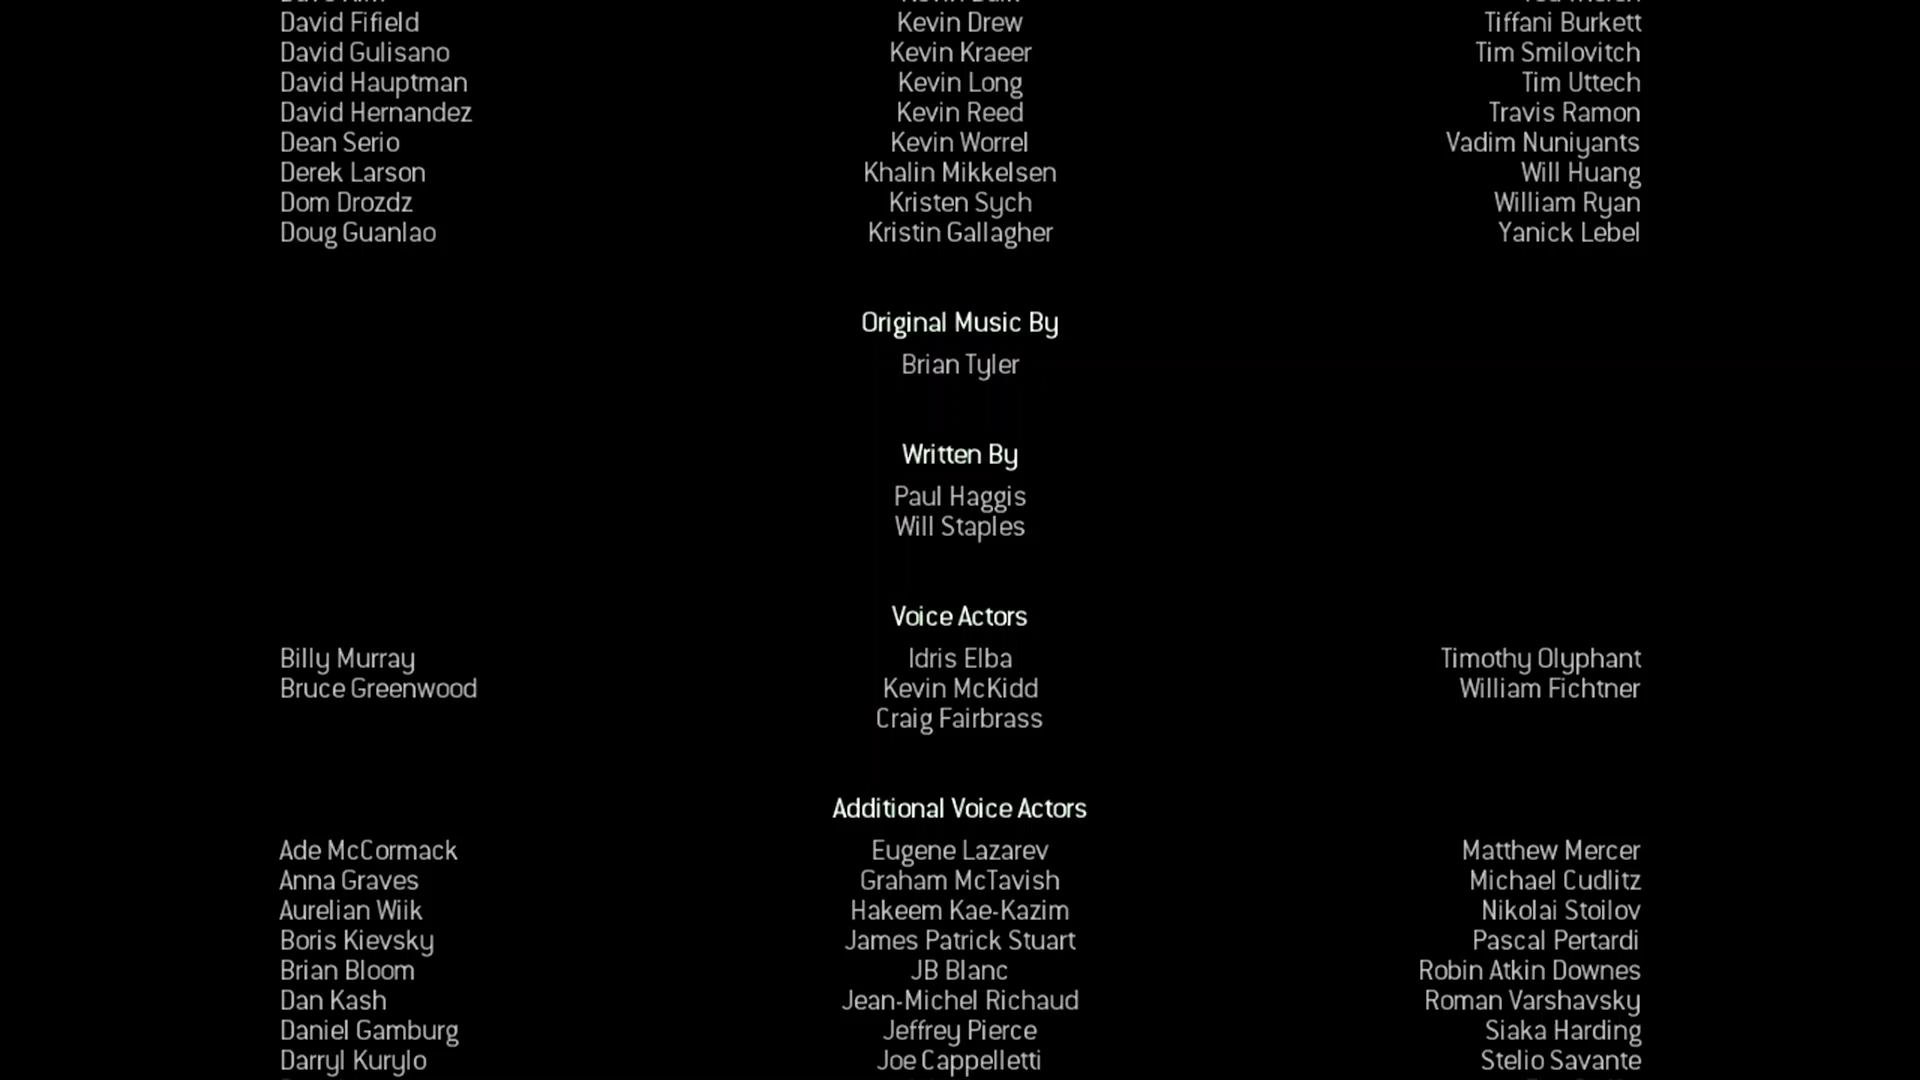 David Fifield
David Gulisano
David Hauptman
David Hernandez
Dean Serio
Derek Larson
Dom Drozdz
Doug Guanlao
Kevin Drew
Kevin Kraeer
Kevin Long
Kevin Reed
Kevin Worrel
Khalin Mikkelsen
Kristen Sych
Kristin Gallagher
Tiffani Burkett
Tim Smilovitch
Tim Uttech
Travis Ramon
Vadim Nuniyants
Will Huang
William Ryan
Yanick Lebel
Original Music By
Brian Tyler
Written By
Paul Haggis
Will Staples
Voice Actors
Billy Murray
Bruce Greenwood
Idris Elba
Kevin McKidd
Craig Fairbrass
Timothy Olyphant
William Fichtner
Additional Voice Actors
Ade McCormack
Anna Graves
Aurelian Wiik
Boris Kievsky
Brian Bloom
Dan Kash
Daniel Gamburg
Darryl Kurylo
Eugene Lazarev
Graham McTavish
Hakeem Kae-Kazim
James Patrick Stuart
JB Blanc
Jean-Michel Richaud
Jeffrey Pierce
Joe Cappelletti
Matthew Mercer
Michael Cudlitz
Nikolai Stoilov
Pascal Pertardi
Robin Atkin Downes
Roman Varshavsky
Siaka Harding
Stelio Savante